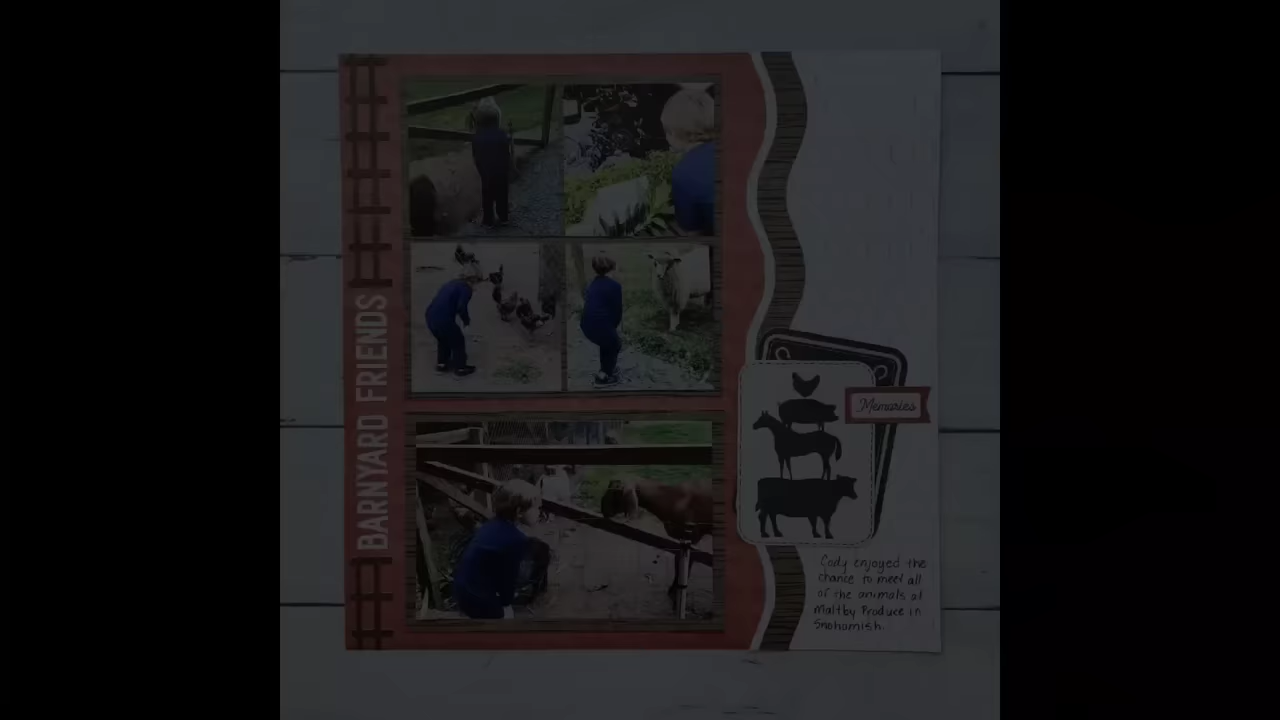 BARNYARD FRIENDS
Memories
Cody enjoyed the
chance to meet all
of the animals at
Maltby Produce in
Snohomish.